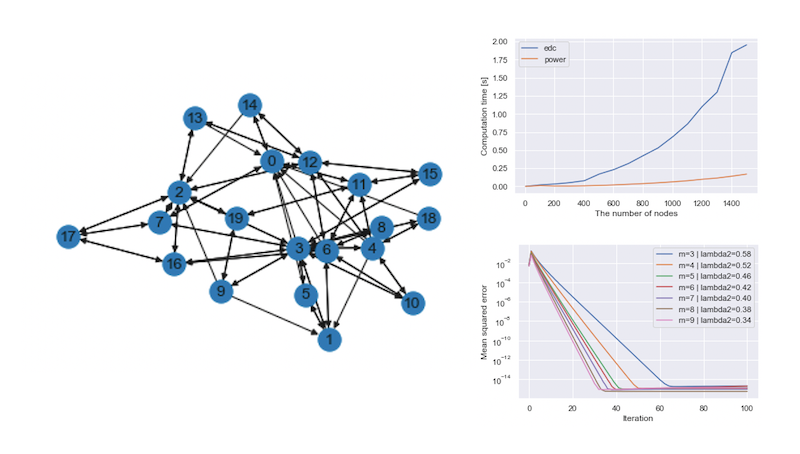 14
13
0
12
11
15
2
7
19
8
18
17
3
6
4
16
9
5
10
1
2.00
1.75
1.50
1.25
1.00
0.75
0.50
0.25
0.00
Computation time [s]
edc
power
0 200 400 600 800 1000 1200 1400
The number of nodes
10⁻²
10⁻⁴
10⁻⁶
10⁻⁸
10⁻¹⁰
10⁻¹²
10⁻¹⁴
Mean squared error
m=3 | lambda2=0.58
m=4 | lambda2=0.52
m=5 | lambda2=0.46
m=6 | lambda2=0.42
m=7 | lambda2=0.40
m=8 | lambda2=0.38
m=9 | lambda2=0.34
0 20 40 60 80 100
Iteration